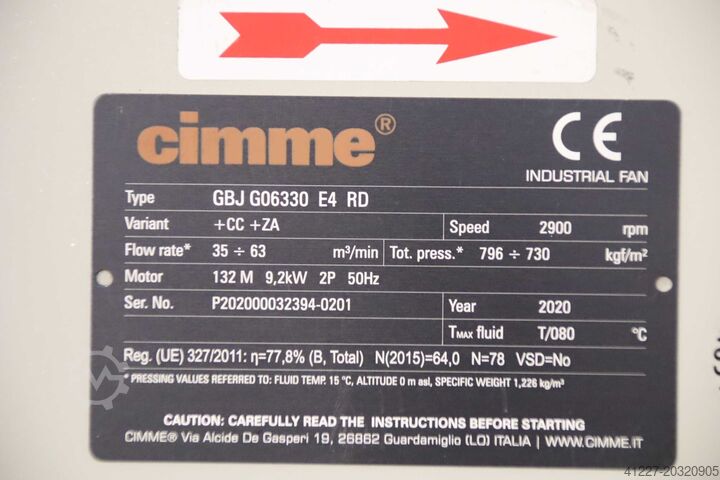 cimme®
CE
INDUSTRIAL FAN
Type GBJ G06330 E4 RD
Variant +CC +ZA Speed 2900 rpm
Flow rate* 35 ÷ 63 m³/min Tot. press.* 796 ÷ 730 kgf/m²
Motor 132 M 9,2kW 2P 50Hz
Ser. No. P202000032394-0201 Year 2020
TMAX fluid T/080 °C
Reg. (UE) 327/2011: η=77,8% (B, Total) N(2015)=64,0 N=78 VSD=No
* PRESSING VALUES REFERRED TO: FLUID TEMP. 15 °C, ALTITUDE 0 m asl, SPECIFIC WEIGHT 1,226 kg/m³
CAUTION: CAREFULLY READ THE INSTRUCTIONS BEFORE STARTING
CIMME® Via Alcide De Gasperi 19, 26862 Guardamiglio (LO) ITALIA | WWW.CIMME.IT
41227-20320905